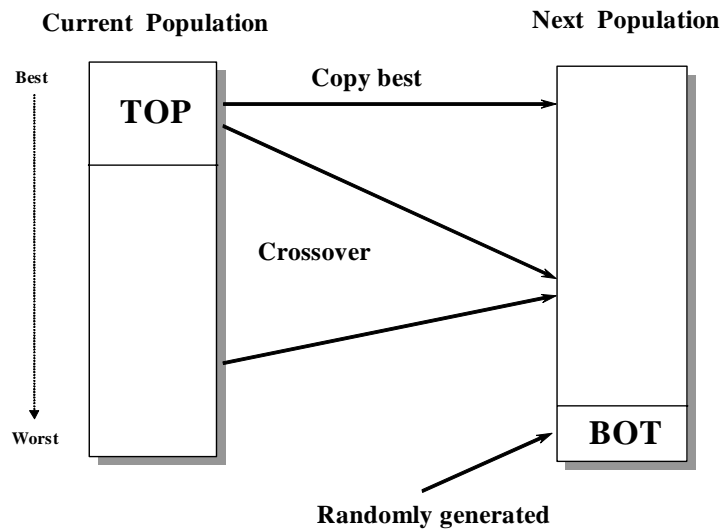 Current Population
Next Population
Best
TOP
Copy best
Crossover
Worst
BOT
Randomly generated